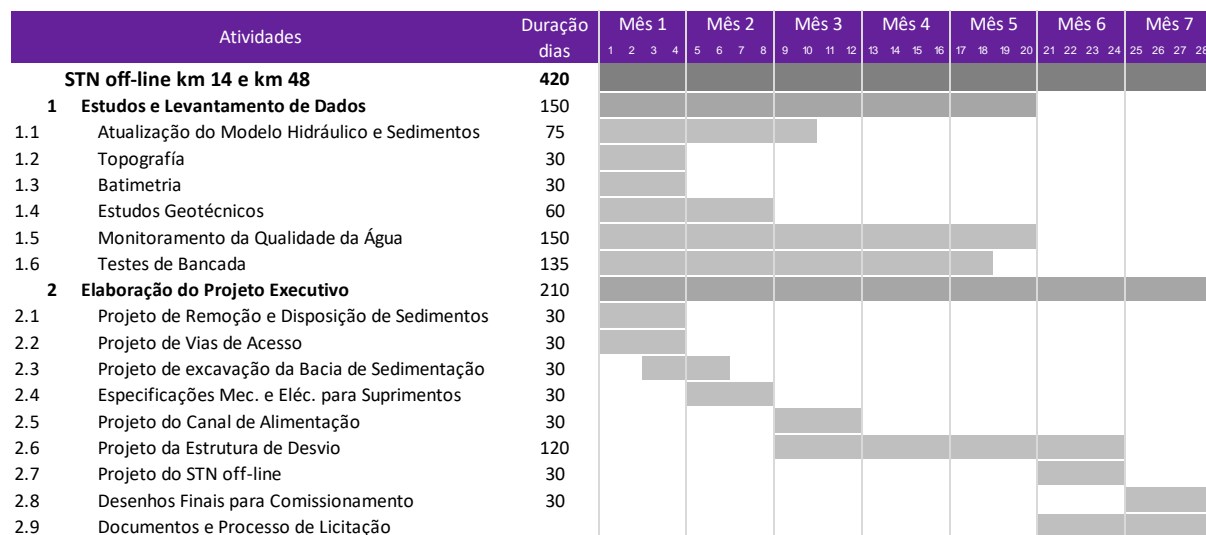 Atividades Duração dias Mês 1 Mês 2 Mês 3 Mês 4 Mês 5 Mês 6 Mês 7
1 2 3 4 5 6 7 8 9 10 11 12 13 14 15 16 17 18 19 20 21 22 23 24 25 26 27 28
STN off-line km 14 e km 48 420
1 Estudos e Levantamento de Dados 150
1.1 Atualização do Modelo Hidráulico e Sedimentos 75
1.2 Topografía 30
1.3 Batimetria 30
1.4 Estudos Geotécnicos 60
1.5 Monitoramento da Qualidade da Água 150
1.6 Testes de Bancada 135
2 Elaboração do Projeto Executivo 210
2.1 Projeto de Remoção e Disposição de Sedimentos 30
2.2 Projeto de Vias de Acesso 30
2.3 Projeto de excavação da Bacia de Sedimentação 30
2.4 Especificações Mec. e Eléc. para Suprimentos 30
2.5 Projeto do Canal de Alimentação 30
2.6 Projeto da Estrutura de Desvio 120
2.7 Projeto do STN off-line 30
2.8 Desenhos Finais para Comissionamento 30
2.9 Documentos e Processo de Licitação